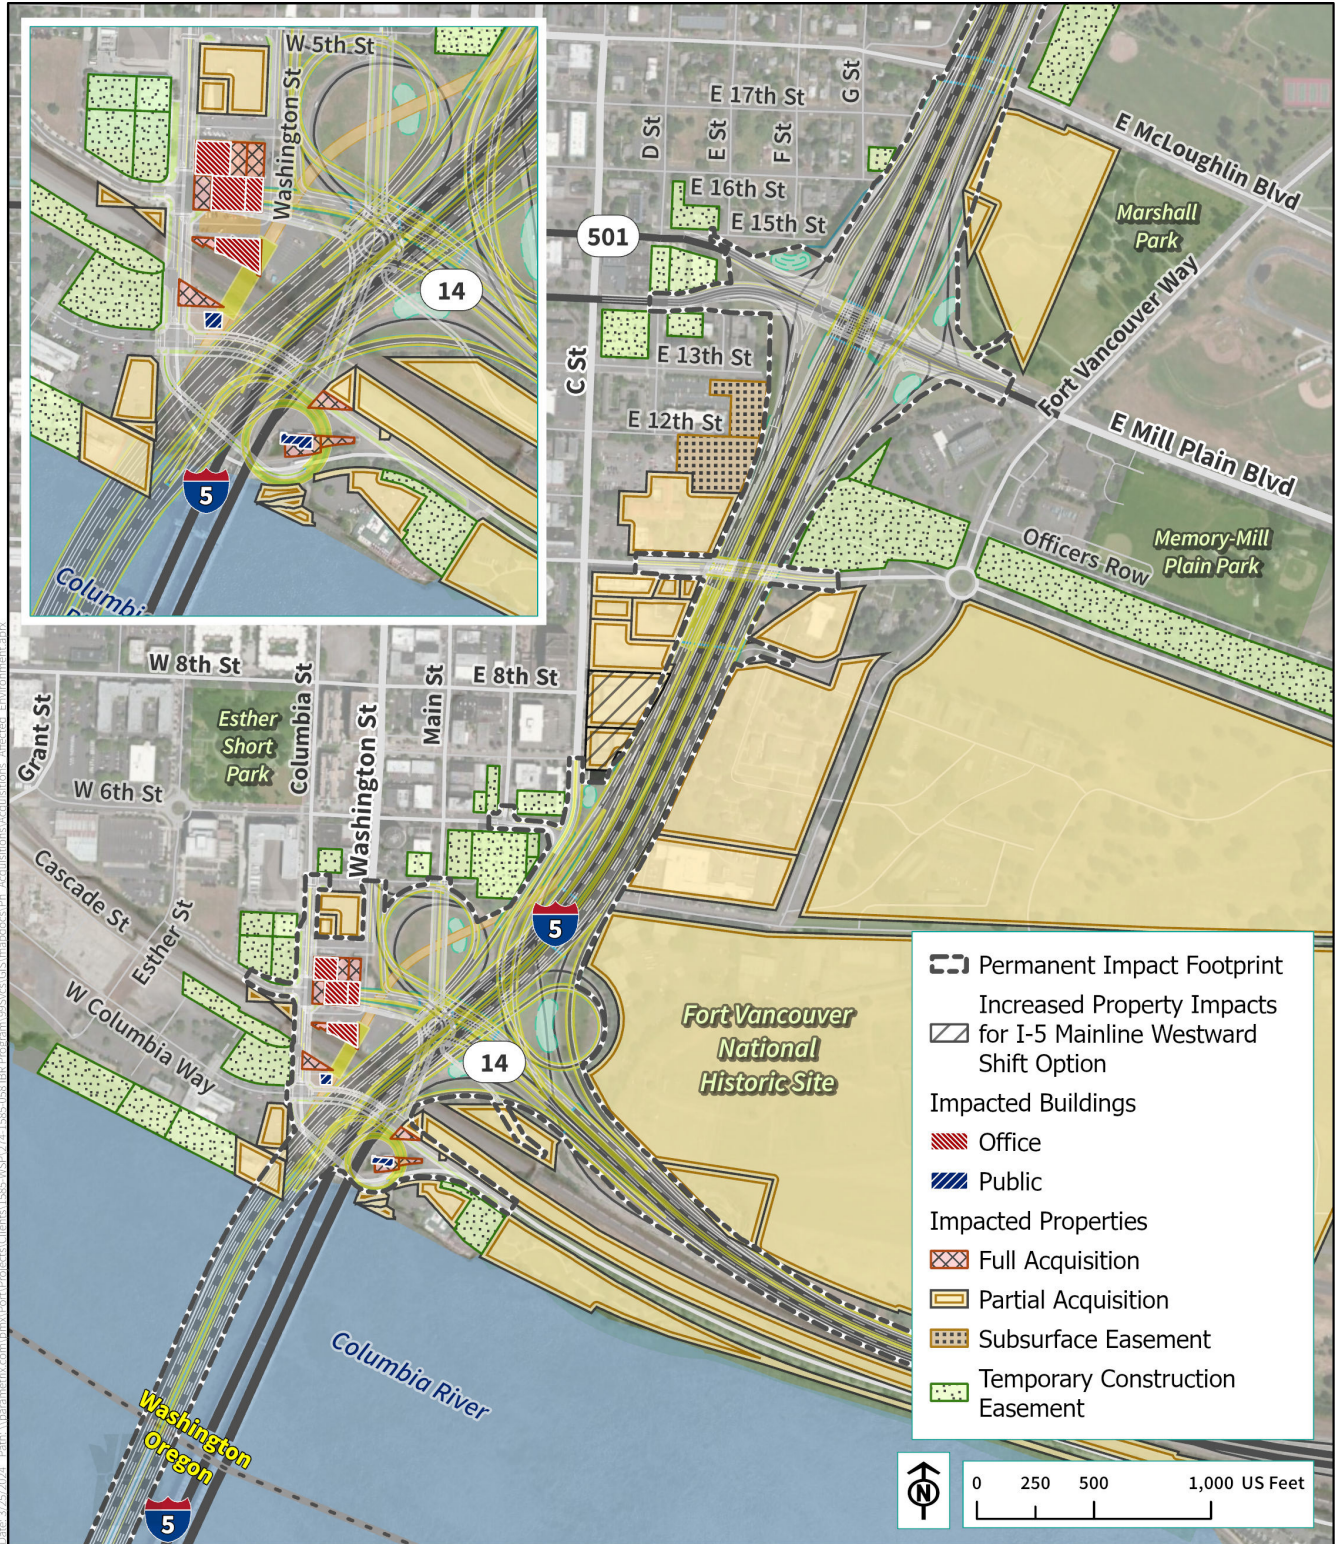 W 5th St
Washington St
14
5
Columbia
E 17th St
G St
D St
E St
F St
E McLoughlin Blvd
E 16th St
E 15th St
501
Marshall
Park
Fort Vancouver Way
C St
E 13th St
E 12th St
E Mill Plain Blvd
Officers Row
Memory-Mill
Plain Park
W 8th St
Columbia St
Main St
E 8th St
Grant St
Esther
Short
Park
Washington St
W 6th St
Cascade St
Esther St
5
W Columbia Way
14
Fort Vancouver
National
Historic Site
Columbia River
Washington
Oregon
5
Permanent Impact Footprint
Increased Property Impacts
for I-5 Mainline Westward
Shift Option
Impacted Buildings
Office
Public
Impacted Properties
Full Acquisition
Partial Acquisition
Subsurface Easement
Temporary Construction
Easement
N
0 250 500 1,000 US Feet